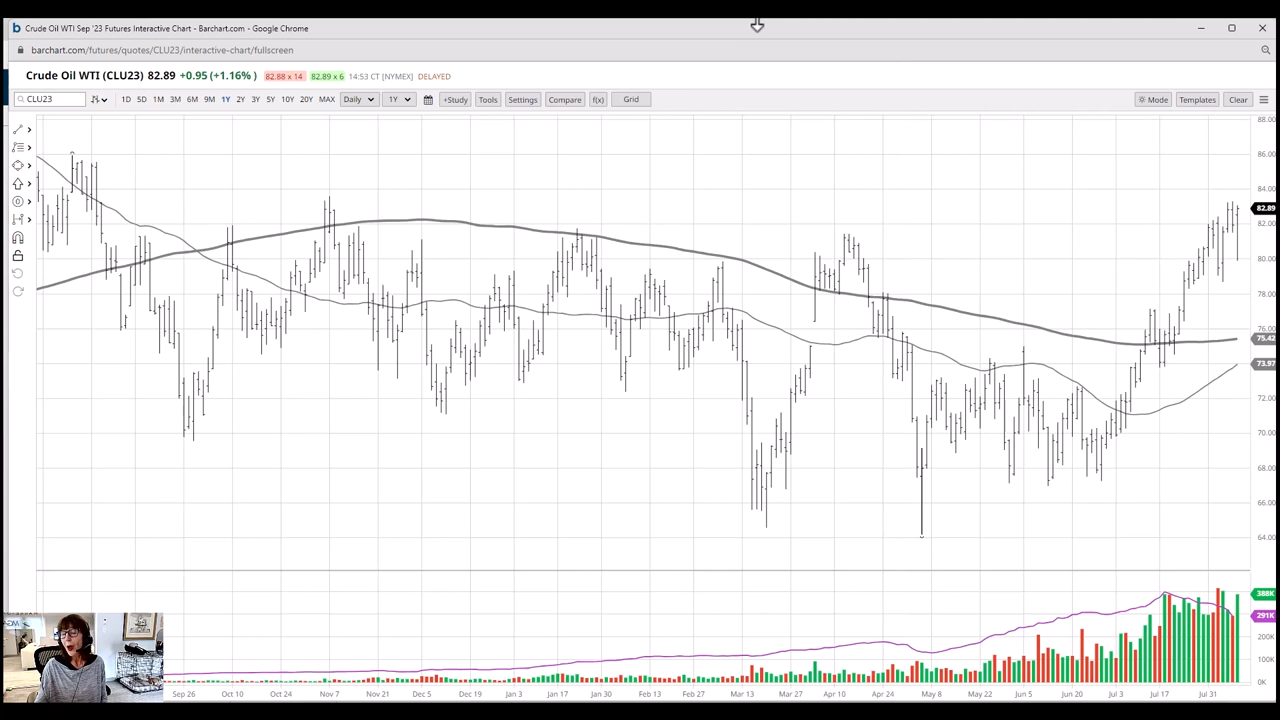 Crude Oil WTI Sep '23 Futures Interactive Chart - Barchart.com - Google Chrome
barchart.com/futures/quotes/CLU23/interactive-chart/fullscreen
Crude Oil WTI (CLU23) 82.89 +0.95 (+1.16%) 82.88 x 14 82.89 x 6 14:53 CT [NYMEX] DELAYED
CLU23 1D 5D 1M 3M 6M 9M 1Y 2Y 3Y 5Y 10Y 20Y MAX Daily 1Y +Study Tools Settings Compare f(x) Grid Mode Templates Clear
88.00
86.00
84.00
82.89
82.00
80.00
78.00
76.00
75.42
73.97
72.00
70.00
68.00
66.00
64.00
388K
291K
200K
100K
0K
Sep 26 Oct 10 Oct 24 Nov 7 Nov 21 Dec 5 Dec 19 Jan 3 Jan 17 Jan 30 Feb 13 Feb 27 Mar 13 Mar 27 Apr 10 Apr 24 May 8 May 22 Jun 5 Jun 20 Jul 3 Jul 17 Jul 31